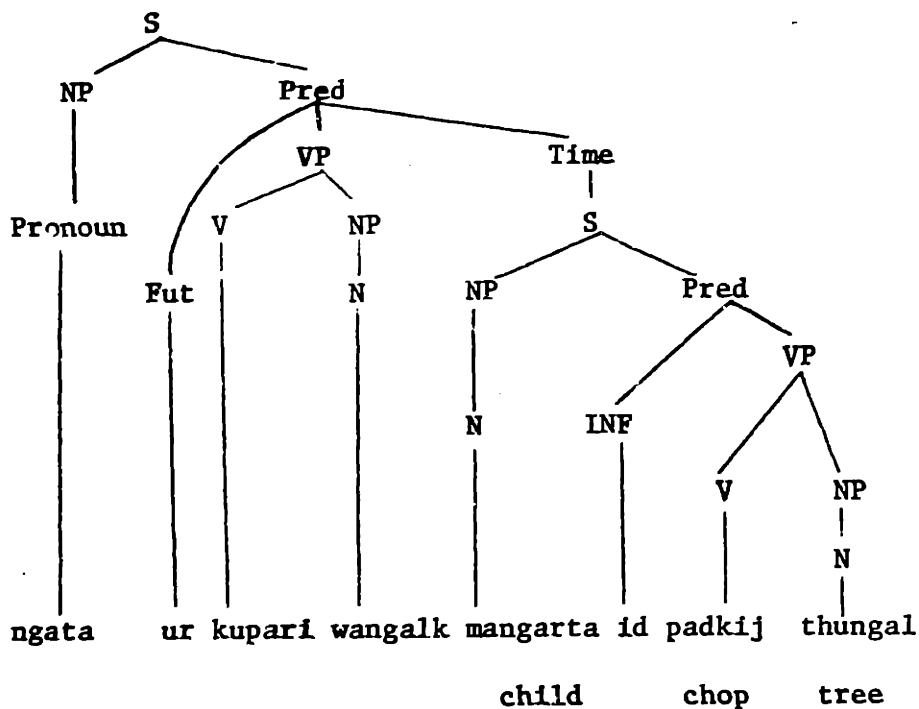 S
NP Pred
VP Time
Pronoun V NP S
Fut N NP Pred
VP
N INF
V NP
N
ngata ur kupari wangalk mangarta id padkij thungal
child chop tree